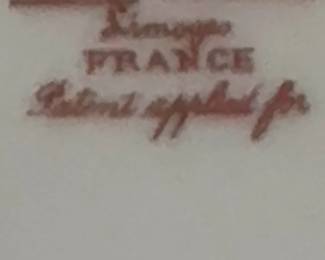 Limoges
FRANCE
Patent applied for